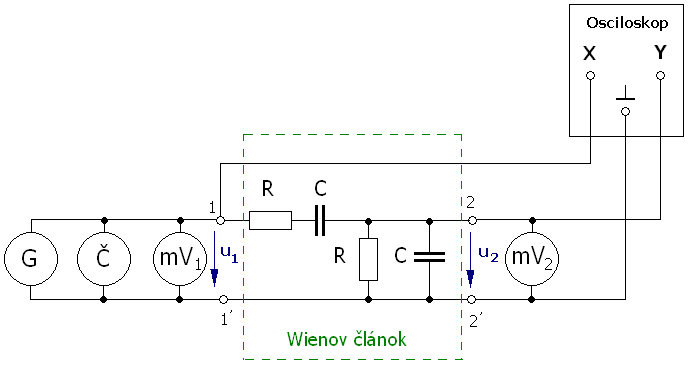 Osciloskop
X Y
R C
1 2
G Č mV1 u1 R C u2 mV2
1′ 2′
Wienov článok